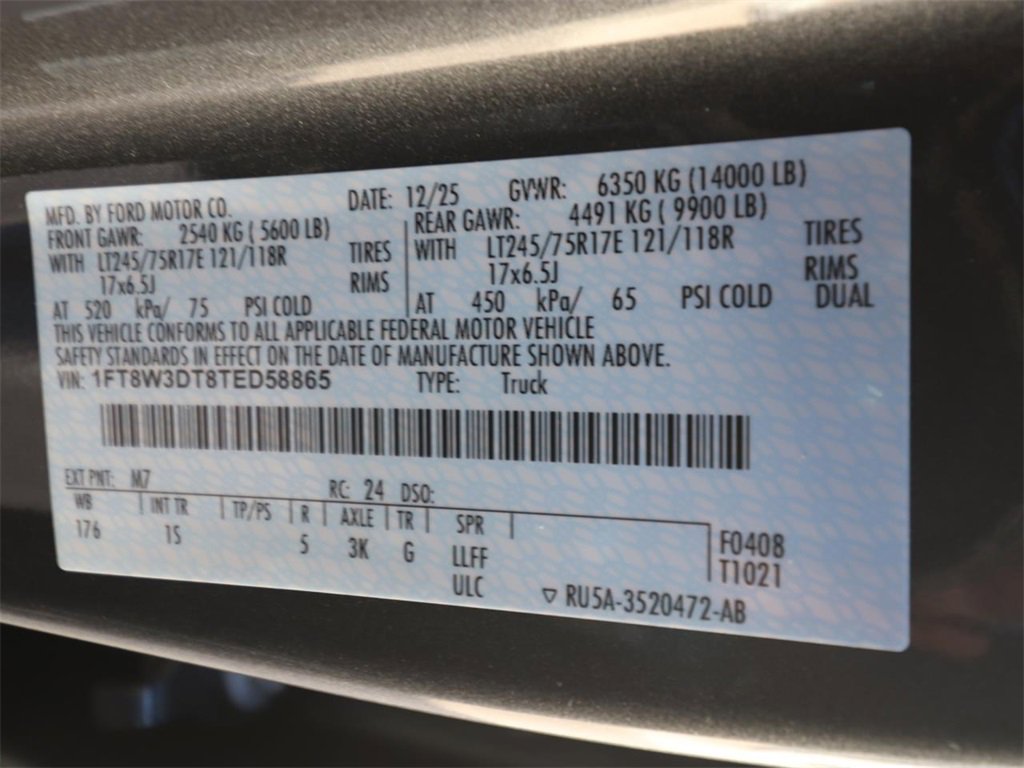 MFD. BY FORD MOTOR CO. DATE: 12/25 GVWR: 6350 KG (14000 LB)
FRONT GAWR: 2540 KG ( 5600 LB) REAR GAWR: 4491 KG ( 9900 LB)
WITH LT245/75R17E 121/118R TIRES WITH LT245/75R17E 121/118R TIRES
17x6.5J RIMS 17x6.5J RIMS
AT 520 kPa/ 75 PSI COLD AT 450 kPa/ 65 PSI COLD DUAL
THIS VEHICLE CONFORMS TO ALL APPLICABLE FEDERAL MOTOR VEHICLE
SAFETY STANDARDS IN EFFECT ON THE DATE OF MANUFACTURE SHOWN ABOVE.
VIN: 1FT8W3DT8TED58865 TYPE: Truck
EXT PNT: M7 RC: 24 DSO:
WB INT TR TP/PS R AXLE TR SPR
176 1S 5 3K G LLFF F0408
ULC T1021
▽ RU5A-3520472-AB